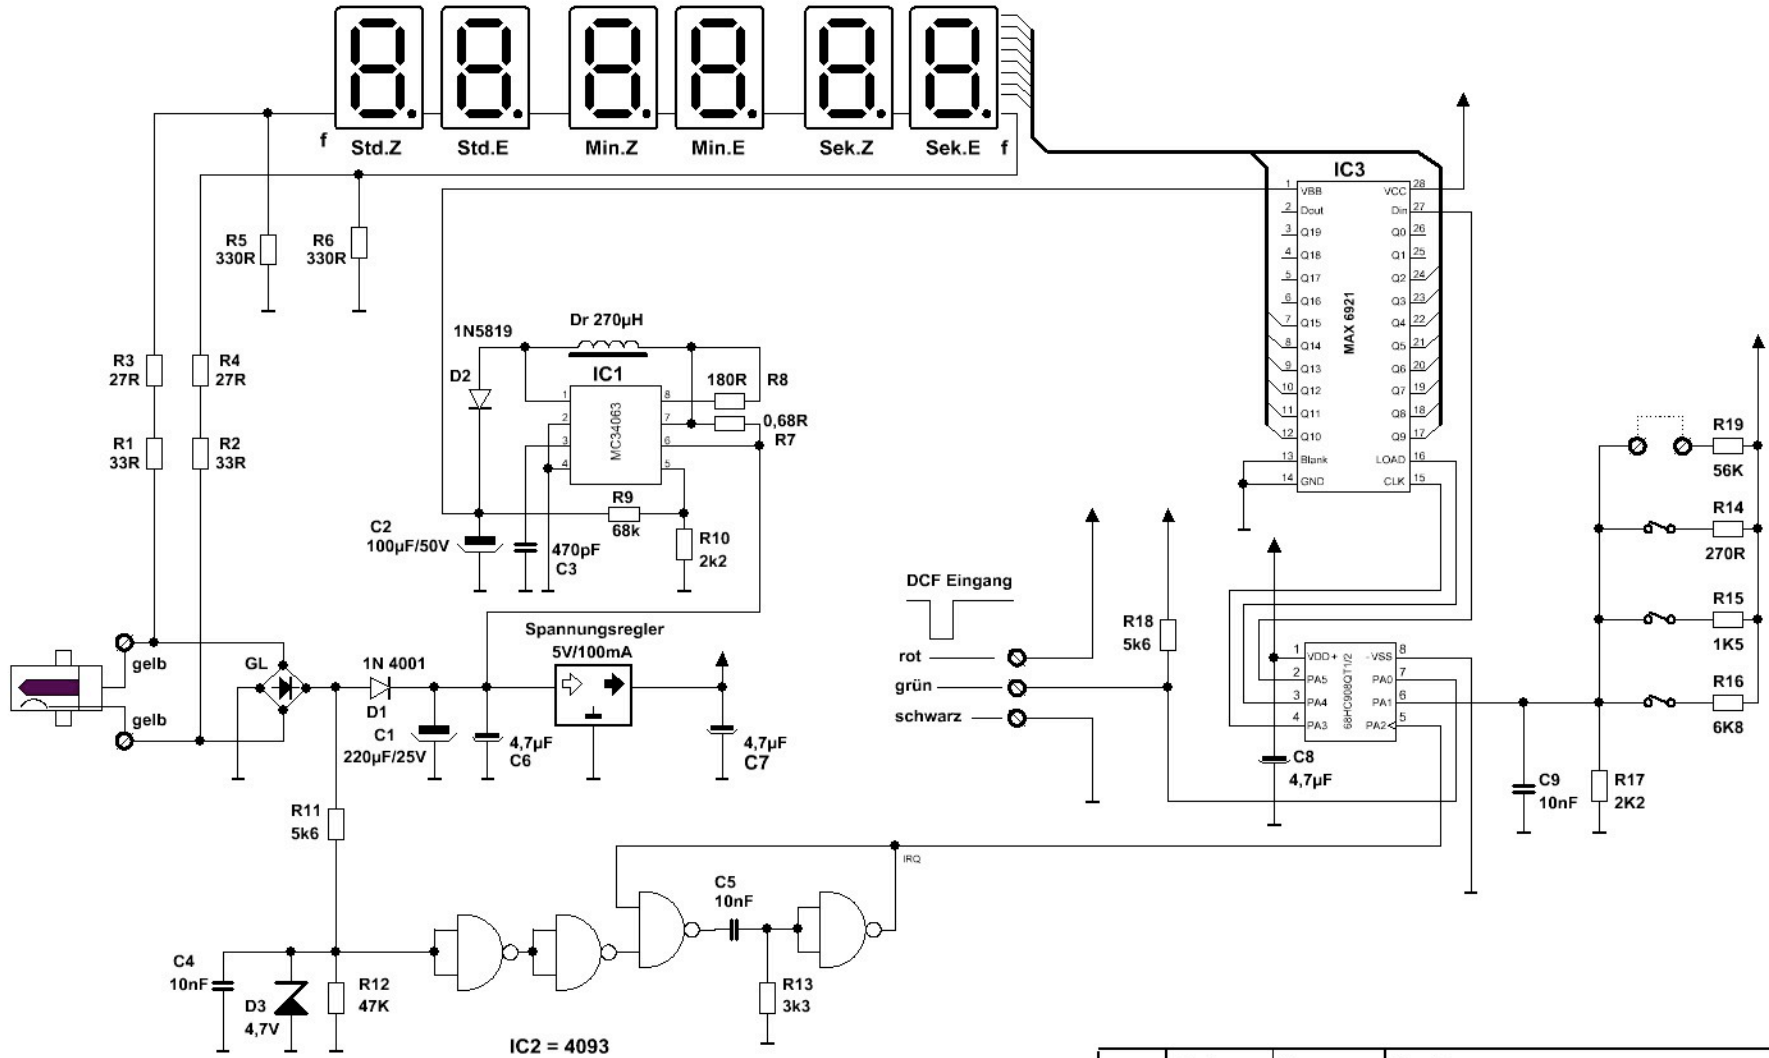 f
Std.Z
Std.E
Min.Z
Min.E
Sek.Z
Sek.E
f
R5
330R
R6
330R
R3
27R
R4
27R
R1
33R
R2
33R
1N5819
Dr 270µH
D2
IC1
180R
R8
0,68R
R7
MC34063
1
2
3
4
8
7
6
5
R9
68k
R10
2k2
C2
100µF/50V
470pF
C3
IC3
MAX 6921
1 VBB
2 Dout
3 Q19
4 Q18
5 Q17
6 Q16
7 Q15
8 Q14
9 Q13
10 Q12
11 Q11
12 Q10
13 Blank
14 GND
VCC 28
Din 27
Q0 26
Q1 25
Q2 24
Q3 23
Q4 22
Q5 21
Q6 20
Q7 19
Q8 18
Q9 17
LOAD 16
CLK 15
R19
56K
R14
270R
R15
1K5
R16
6K8
DCF Eingang
rot
grün
schwarz
R18
5k6
1 VDD+
2 PA5
3 PA4
4 PA3
-VSS 8
PA0 7
PA1 6
PA2 5
68HC908QT1/2
C8
4,7µF
C9
10nF
R17
2K2
gelb
gelb
GL
1N 4001
D1
C1
220µF/25V
Spannungsregler
5V/100mA
4,7µF
C6
4,7µF
C7
R11
5k6
IRQ
C5
10nF
C4
10nF
D3
4,7V
R12
47K
R13
3k3
IC2 = 4093